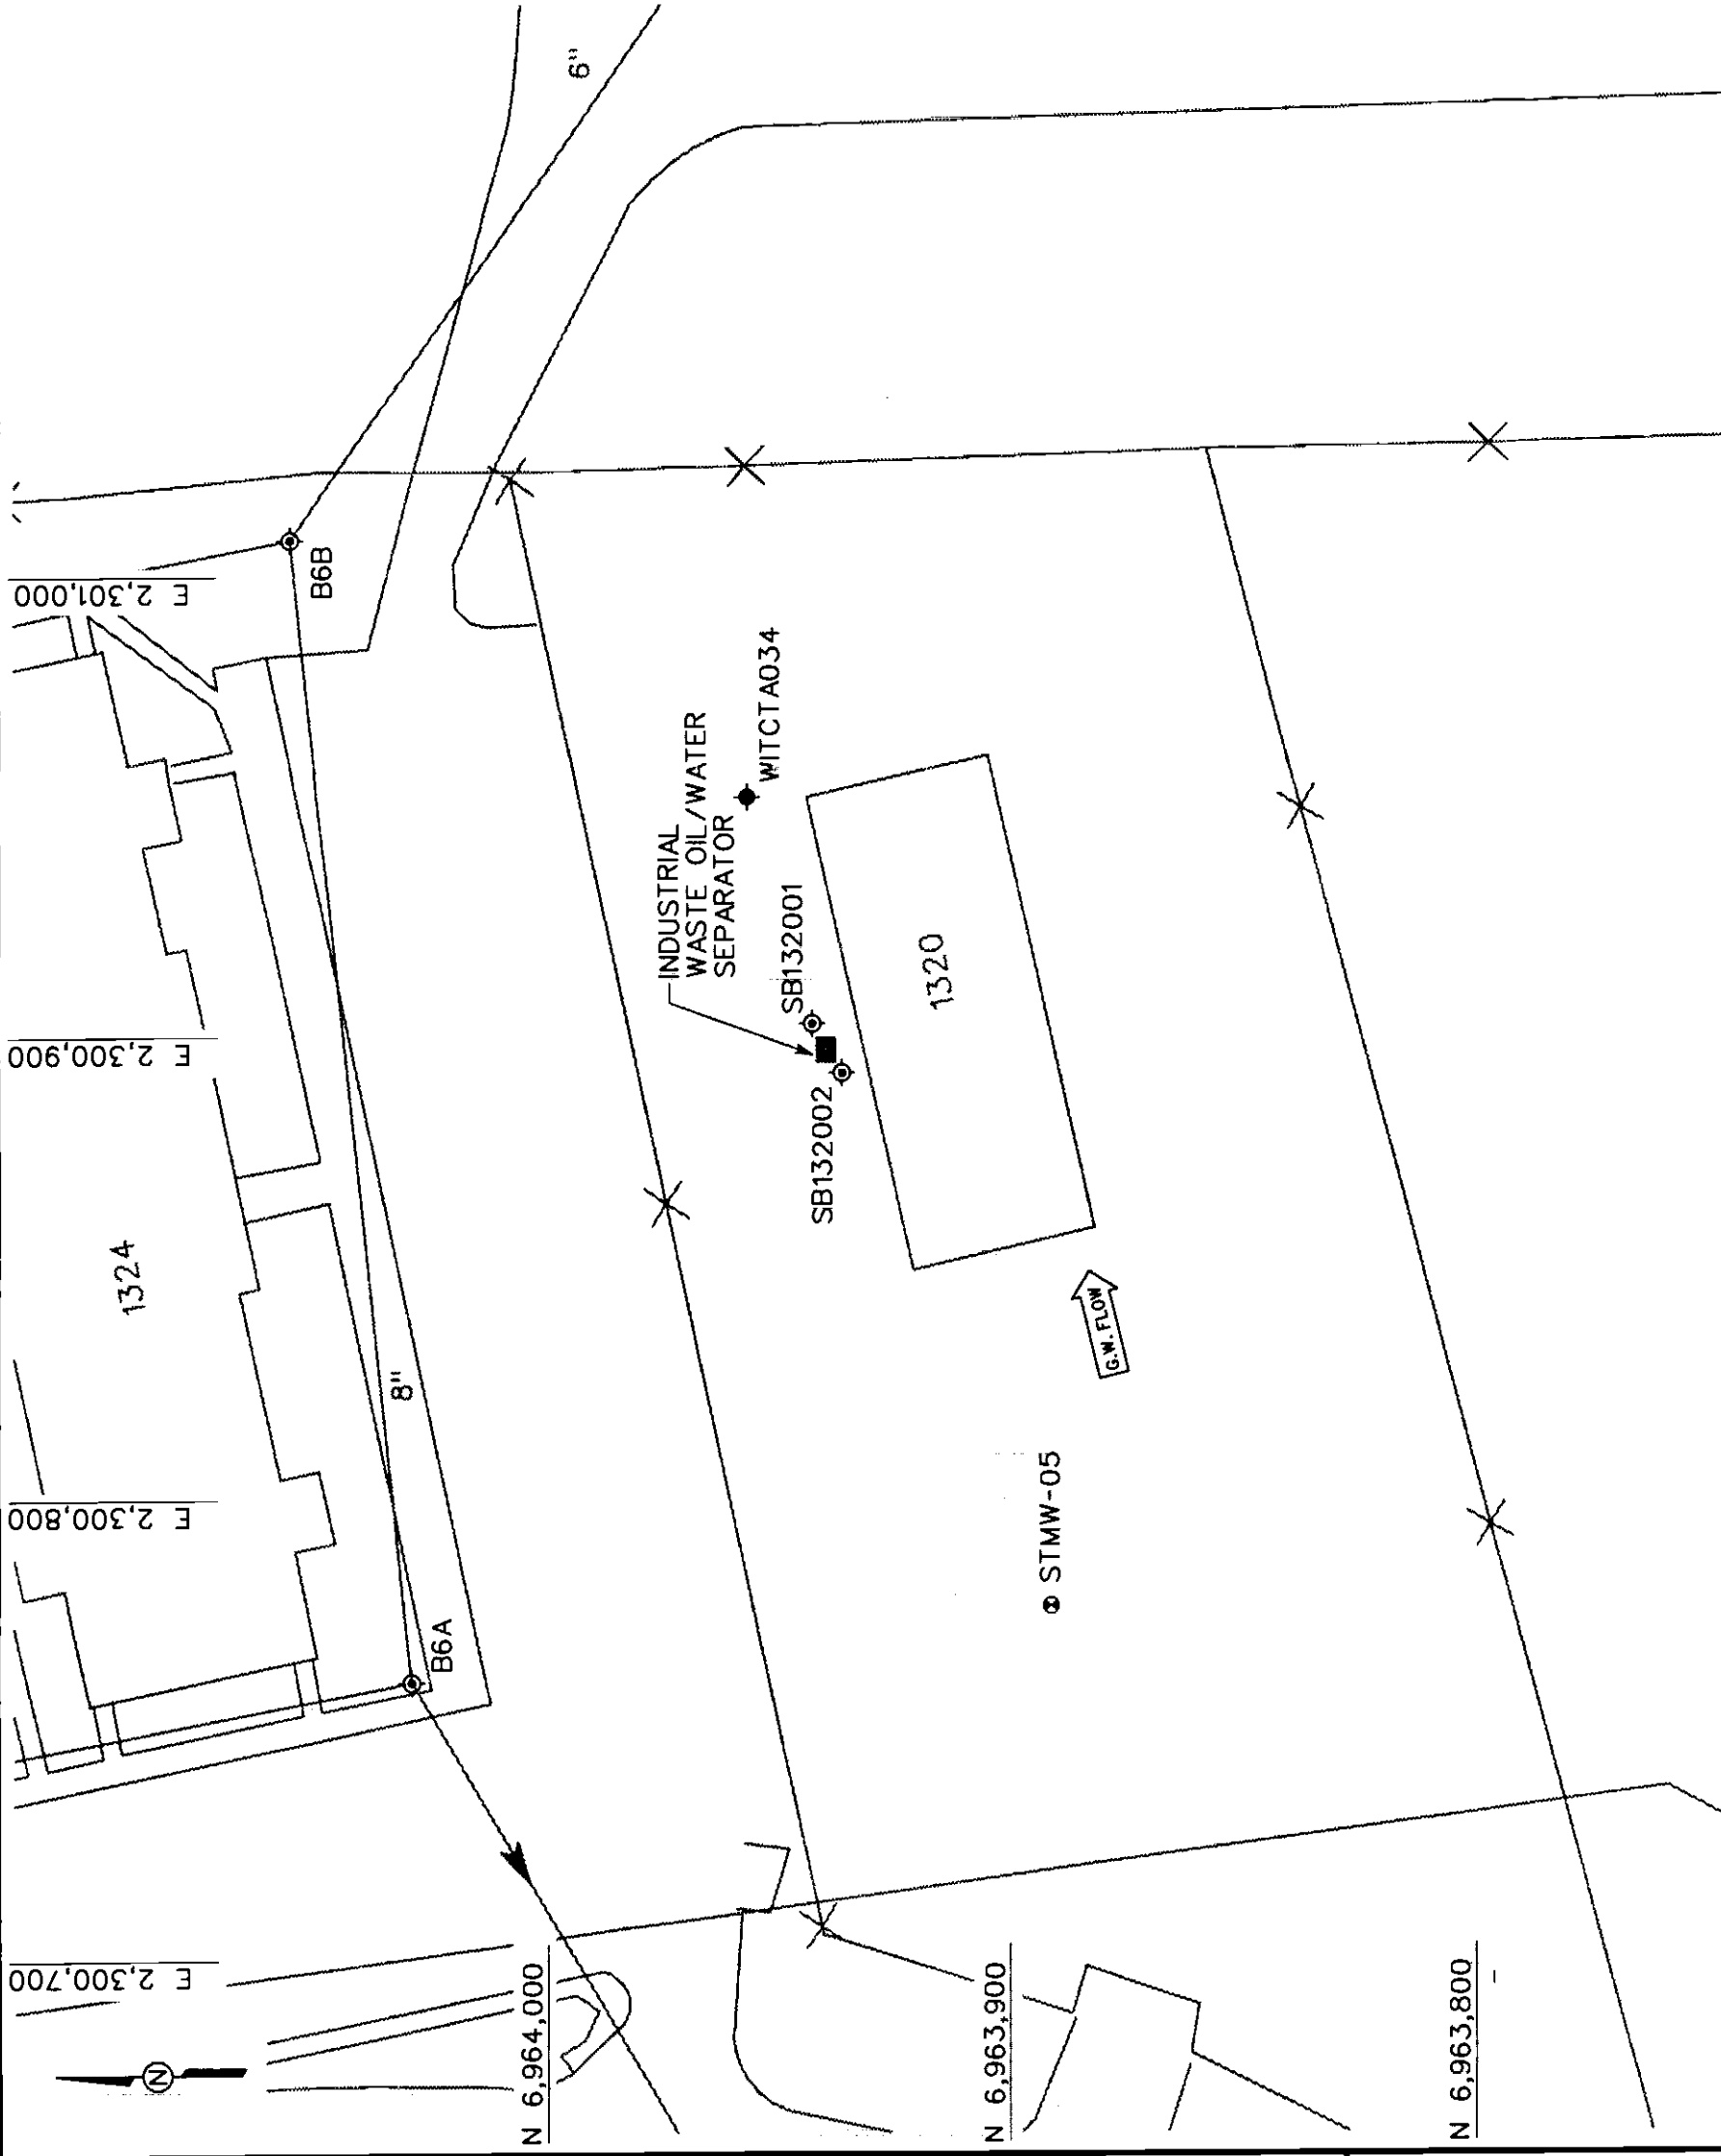 6"
E 2,301,000
B6B
WITCTA034
INDUSTRIAL
WASTE OIL/WATER
SEPARATOR
SB132001
1320
E 2,300,900
SB132002
1324
8"
G.W. FLOW
STMW-05
E 2,300,800
B6A
E 2,300,700
N
N 6,964,000
N 6,963,900
N 6,963,800